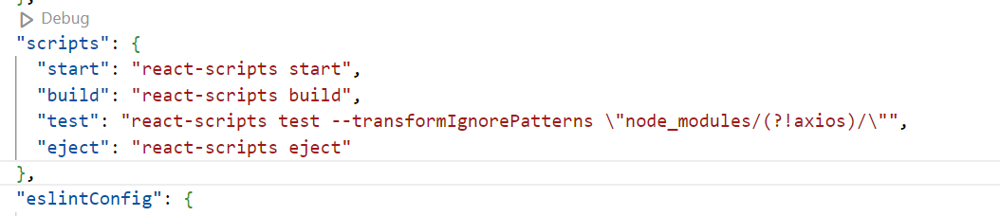 },
Debug
"scripts": {
"start": "react-scripts start",
"build": "react-scripts build",
"test": "react-scripts test --transformIgnorePatterns \"node_modules/(?!axios)/\"",
"eject": "react-scripts eject"
},
"eslintConfig": {